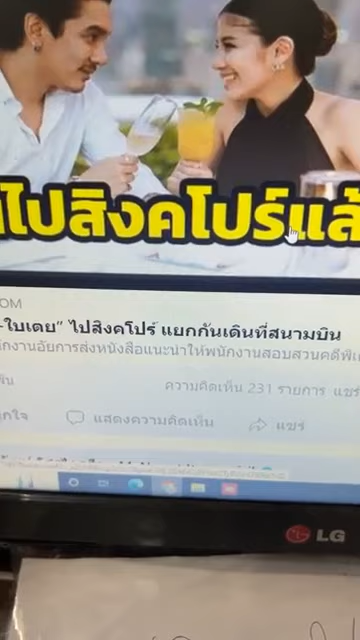 ไปสิงคโปร์แล้
OM
ใบเตย” ไปสิงคโปร์ แยกกันเดินที่สนามบิน
งานอัยการส่งหนังสือแนะนำให้พนักงานสอบสวนคดีพิเ
ความคิดเห็น 231 รายการ แชร์
ถูกใจ แสดงความคิดเห็น แชร์
LG